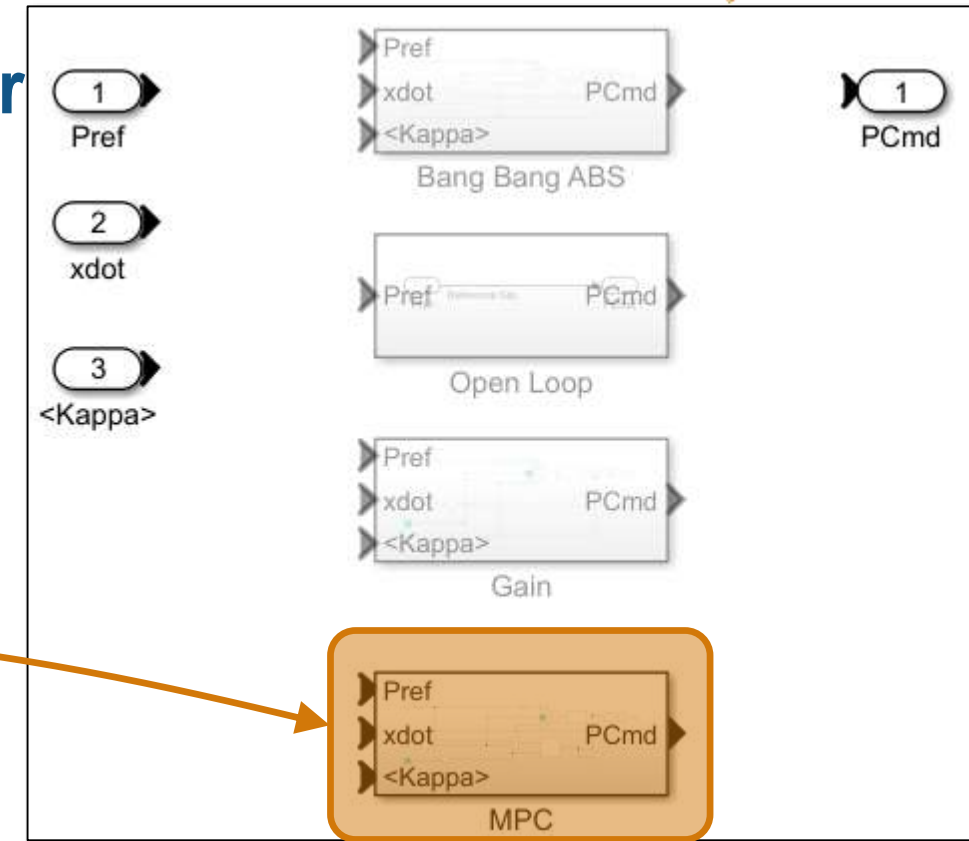 r
1
Pref
2
xdot
3
<Kappa>
Pref
xdot
PCmd
<Kappa>
Bang Bang ABS
Pref
PCmd
Open Loop
Pref
xdot
PCmd
<Kappa>
Gain
Pref
xdot
PCmd
<Kappa>
MPC
1
PCmd